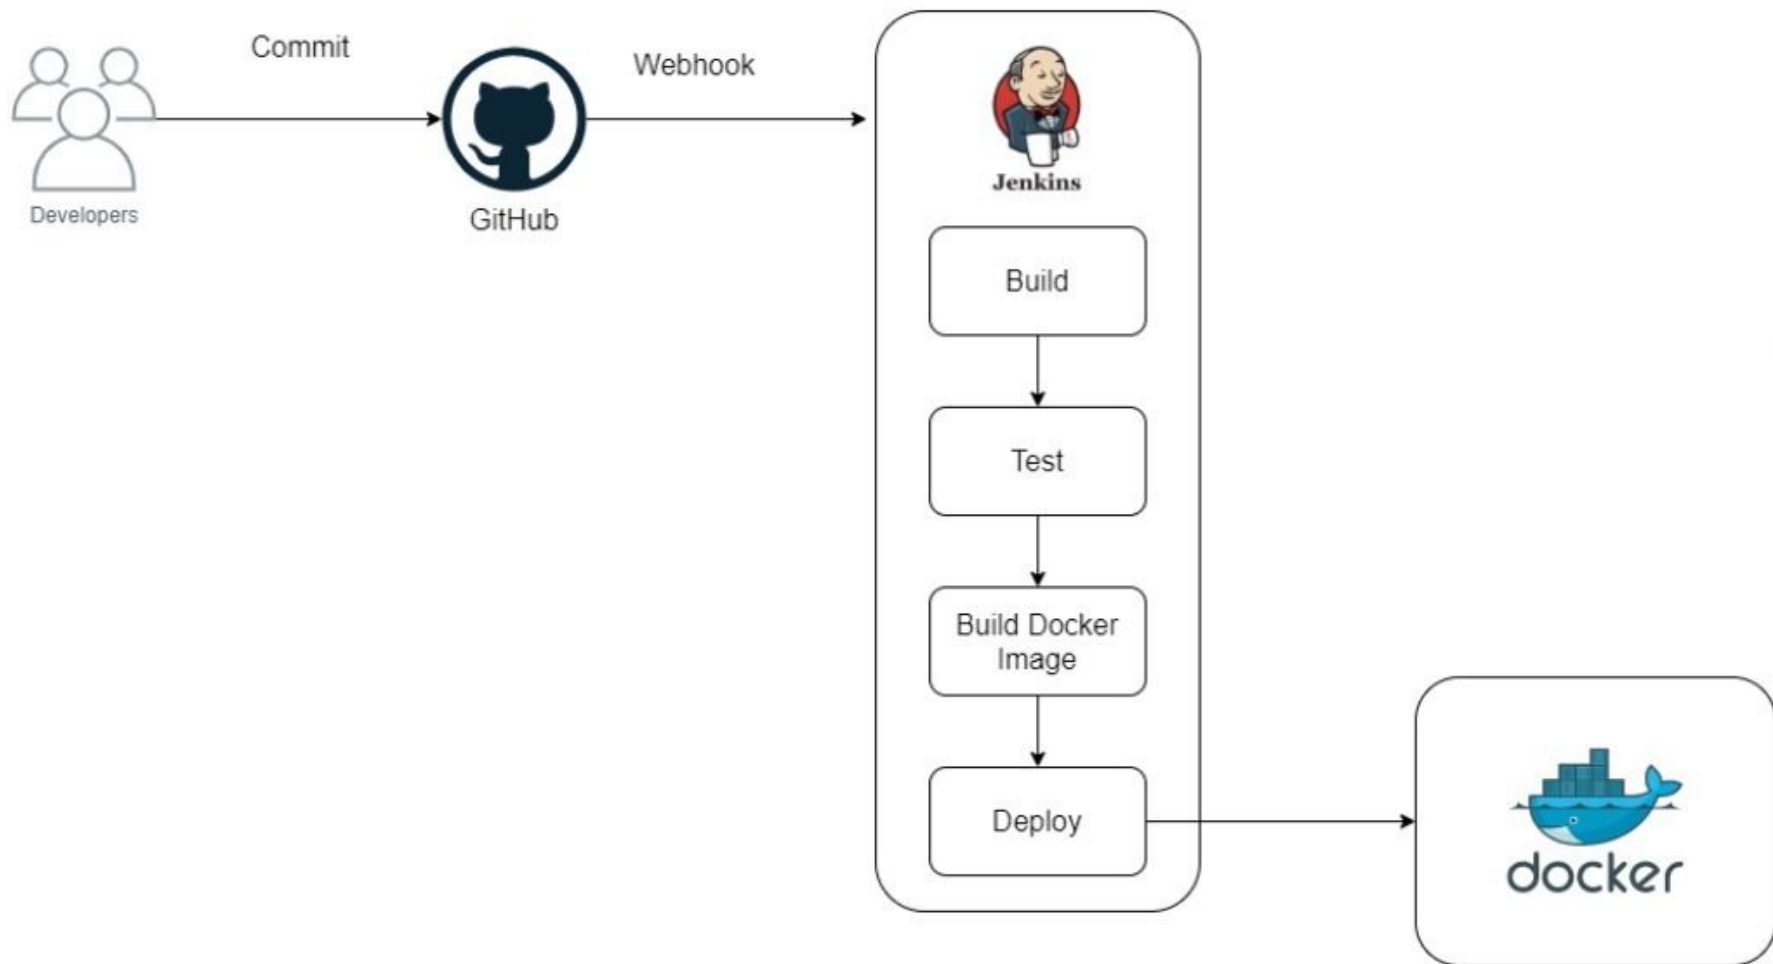 Commit
Webhook
Developers
GitHub
Jenkins
Build
Test
Build Docker
Image
Deploy
docker